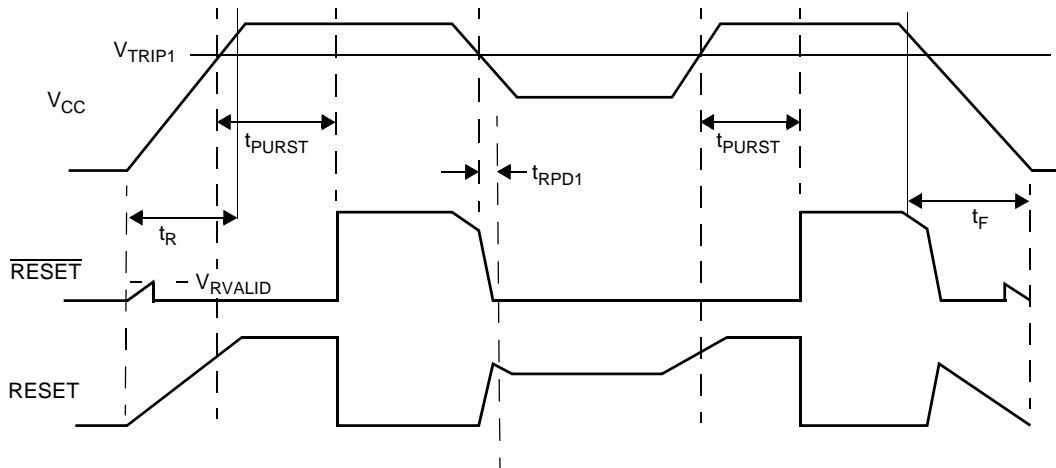 VTRIP1
VCC
tPURST
tPURST
tRPD1
tR
tF
RESET
VRVALID
RESET